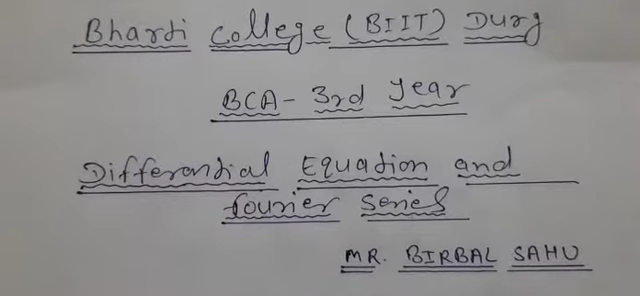 Bharti College (BIIT) Durg
BCA - 3rd Year
Differential Equation and
fourier Series
MR. BIRBAL SAHU